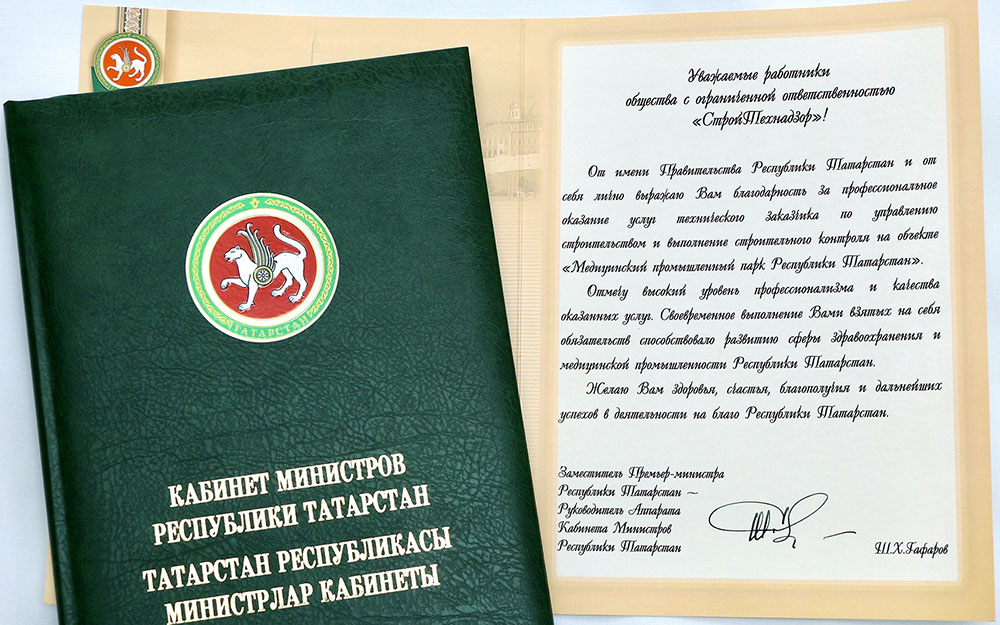 ТАТАРСТАН
КАБИНЕТ МИНИСТРОВ
РЕСПУБЛИКИ ТАТАРСТАН
ТАТАРСТАН РЕСПУБЛИКАСЫ
МИНИСТРЛАР КАБИНЕТЫ
Уважаемые работники
общества с ограниченной ответственностью
«СтройТехнадзор»!
От имени Правительства Республики Татарстан и от
себя лично выражаю Вам благодарность за профессиональное
оказание услуг технического заказчика по управлению
строительством и выполнение строительного контроля на объекте
«Медицинский промышленный парк Республики Татарстан».
Отмечу высокий уровень профессионализма и качества
оказанных услуг. Своевременное выполнение Вами взятых на себя
обязательств способствовало развитию сферы здравоохранения и
медицинской промышленности Республики Татарстан.
Желаю Вам здоровья, счастья, благополучия и дальнейших
успехов в деятельности на благо Республики Татарстан.
Заместитель Премьер-министра
Республики Татарстан –
Руководитель Аппарата
Кабинета Министров
Республики Татарстан
Ш.Х.Гафаров